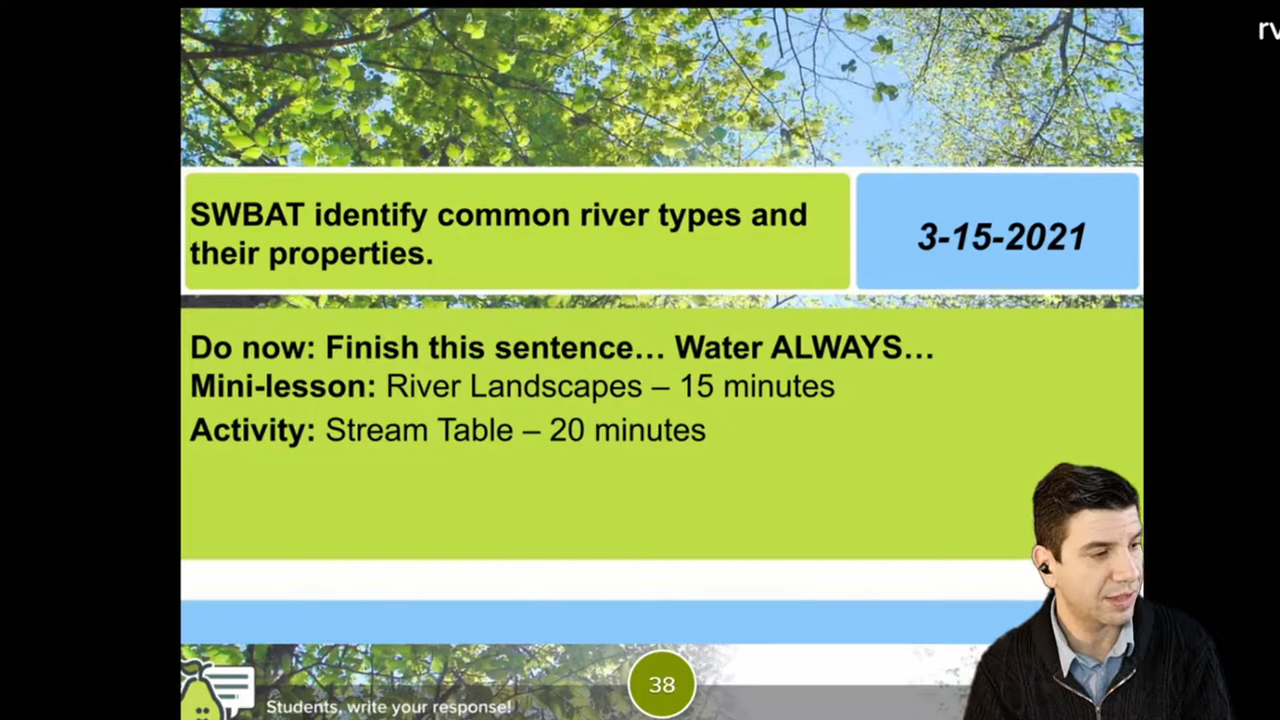 rv
SWBAT identify common river types and
their properties.
3-15-2021
Do now: Finish this sentence… Water ALWAYS…
Mini-lesson: River Landscapes – 15 minutes
Activity: Stream Table – 20 minutes
38
Students, write your response!